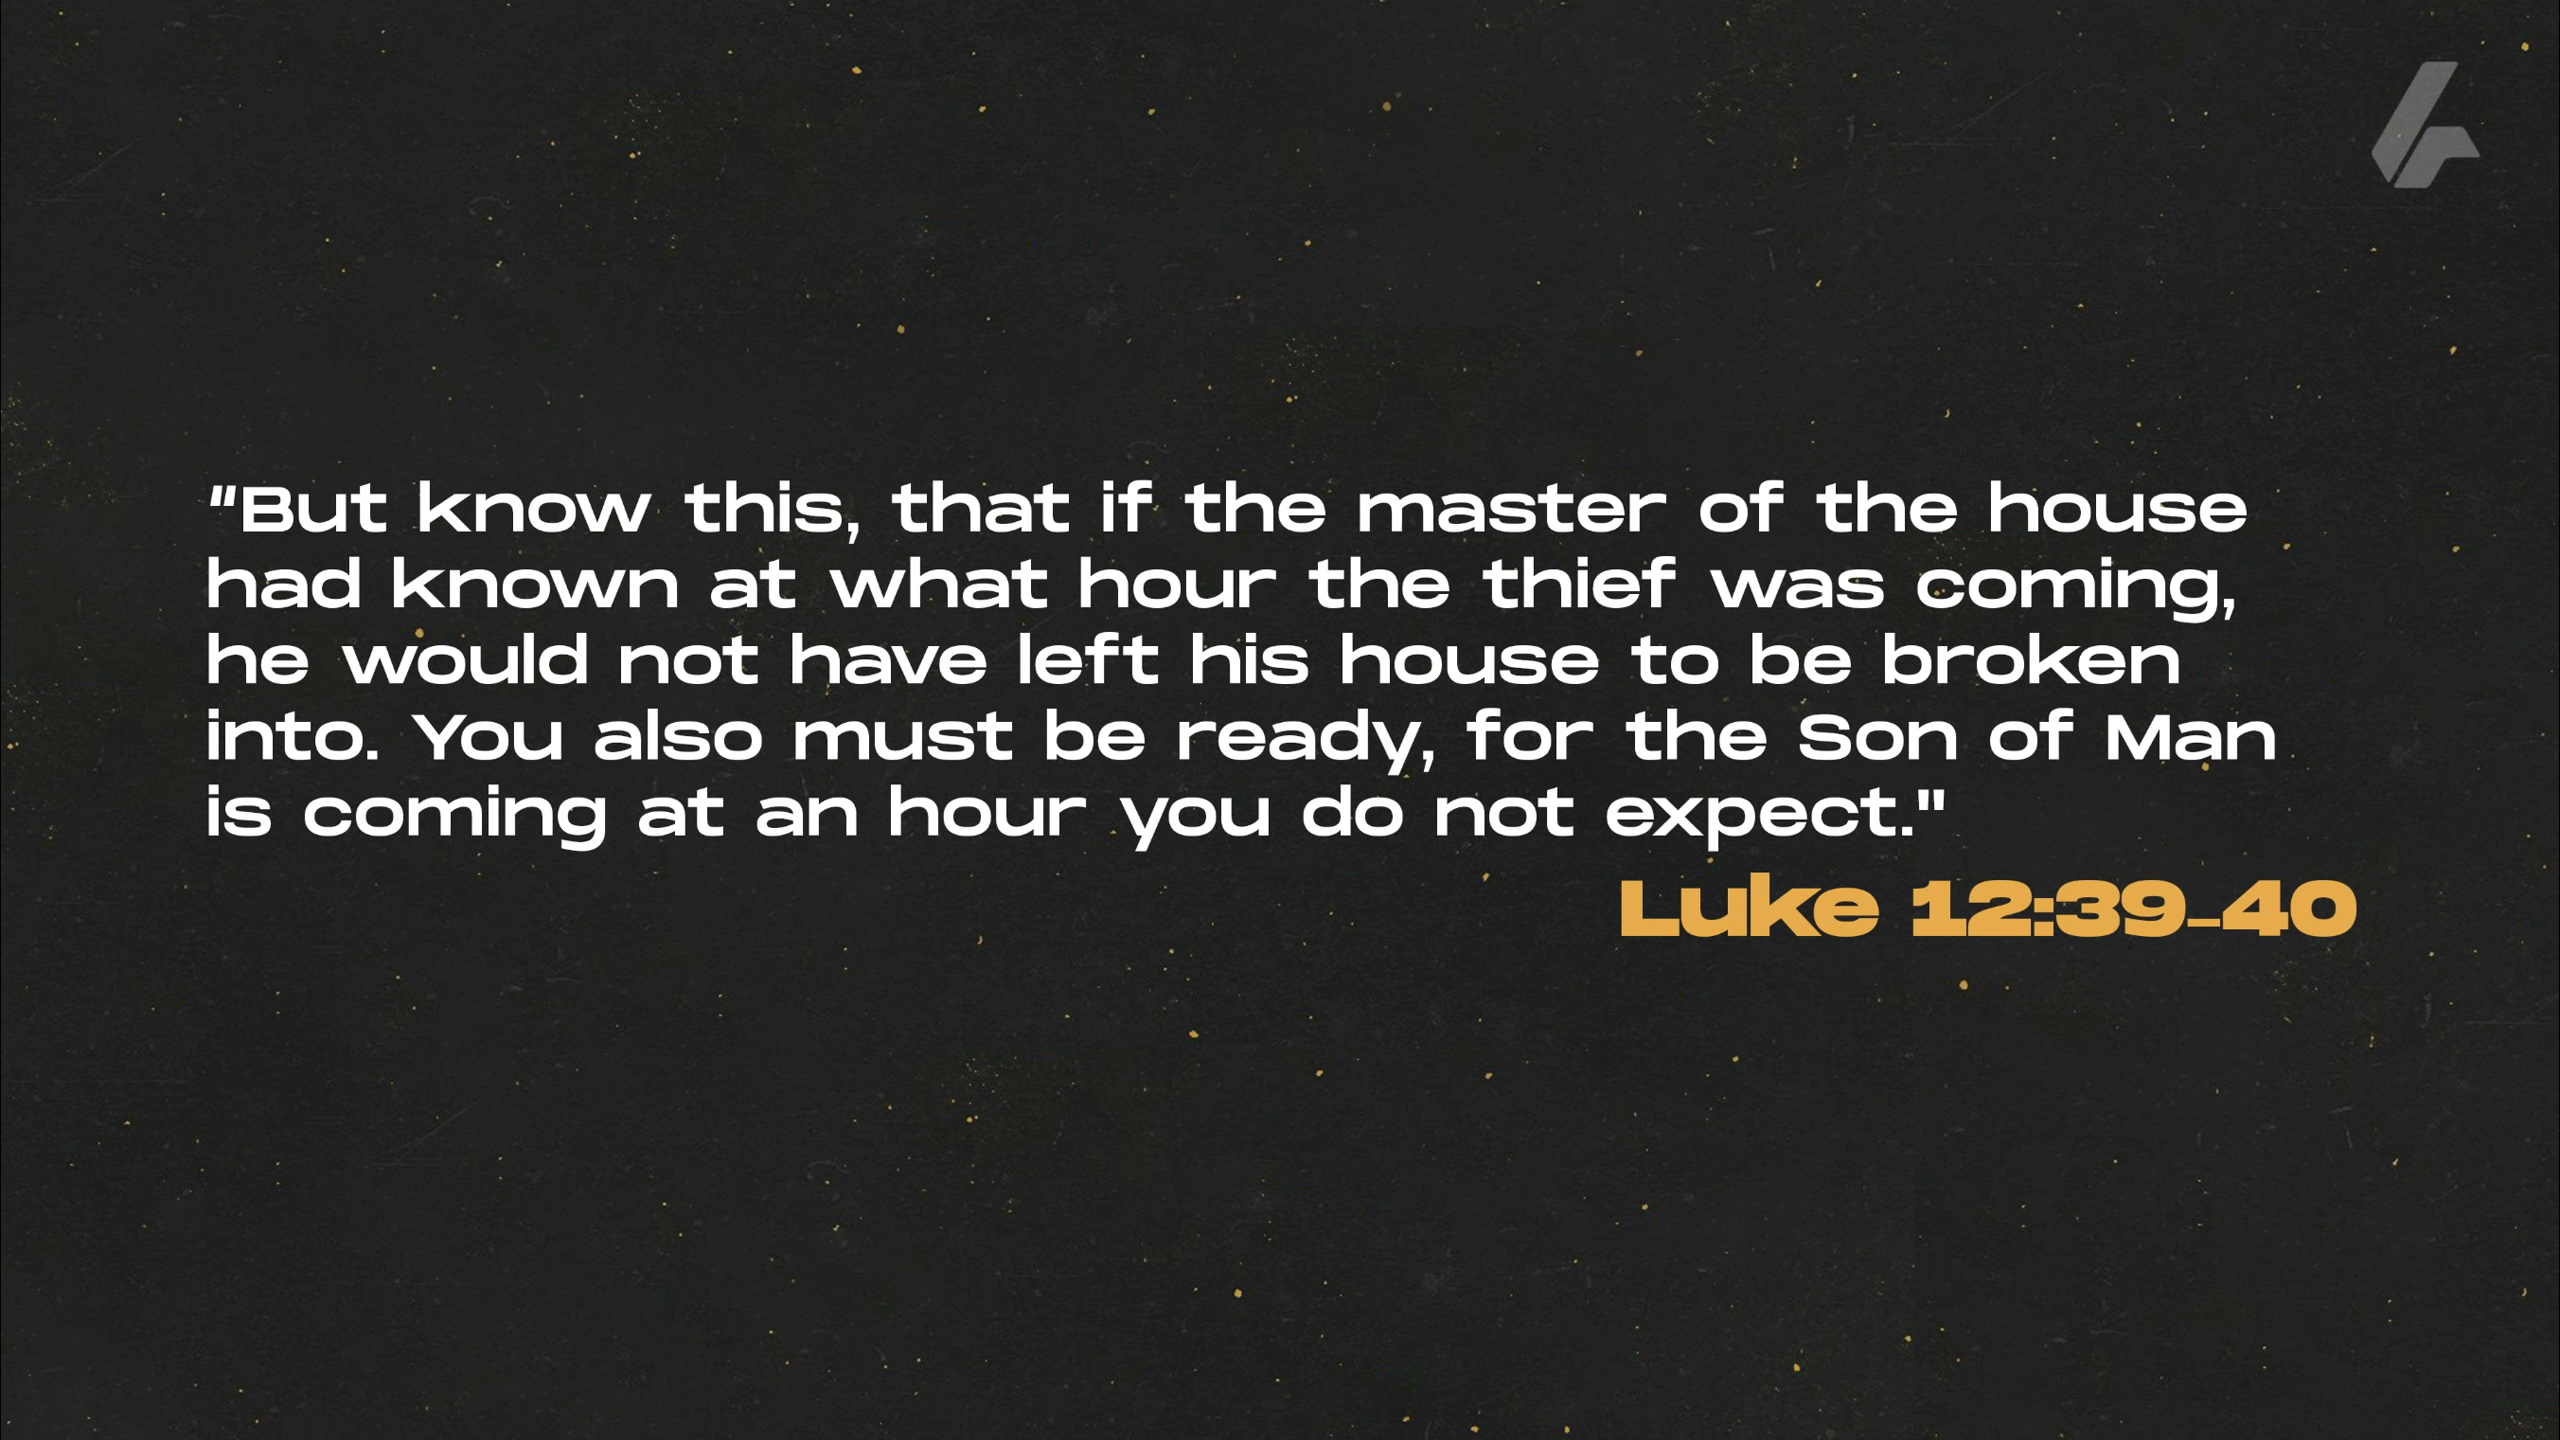 "But know this, that if the master of the house
had known at what hour the thief was coming,
he would not have left his house to be broken
into. You also must be ready, for the Son of Man
is coming at an hour you do not expect."
Luke 12:39-40